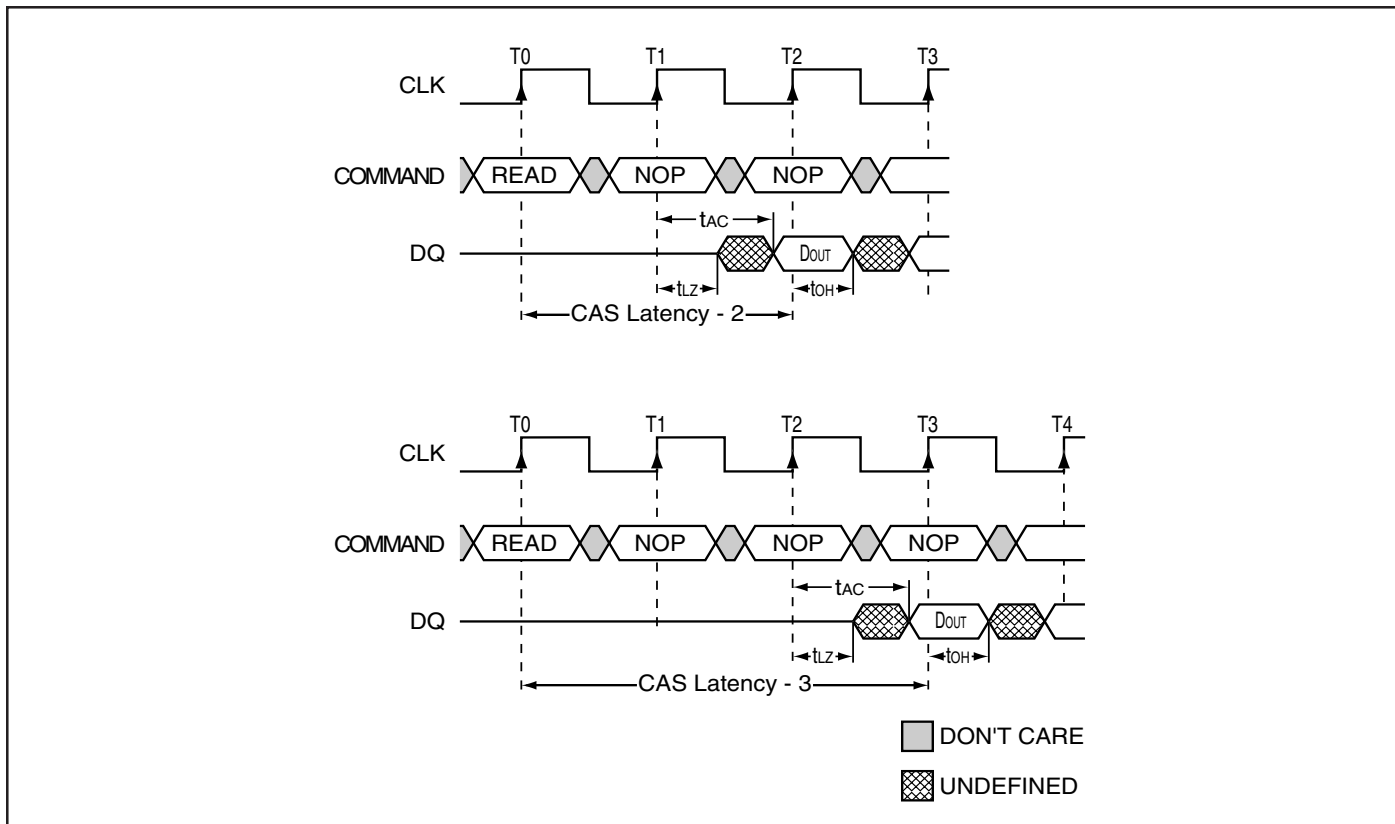 T0 T1 T2 T3
CLK
COMMAND READ NOP NOP
tAC
DQ DOUT
tLZ tOH
CAS Latency - 2
T0 T1 T2 T3 T4
CLK
COMMAND READ NOP NOP NOP
tAC
DQ DOUT
tLZ tOH
CAS Latency - 3
DON'T CARE
UNDEFINED